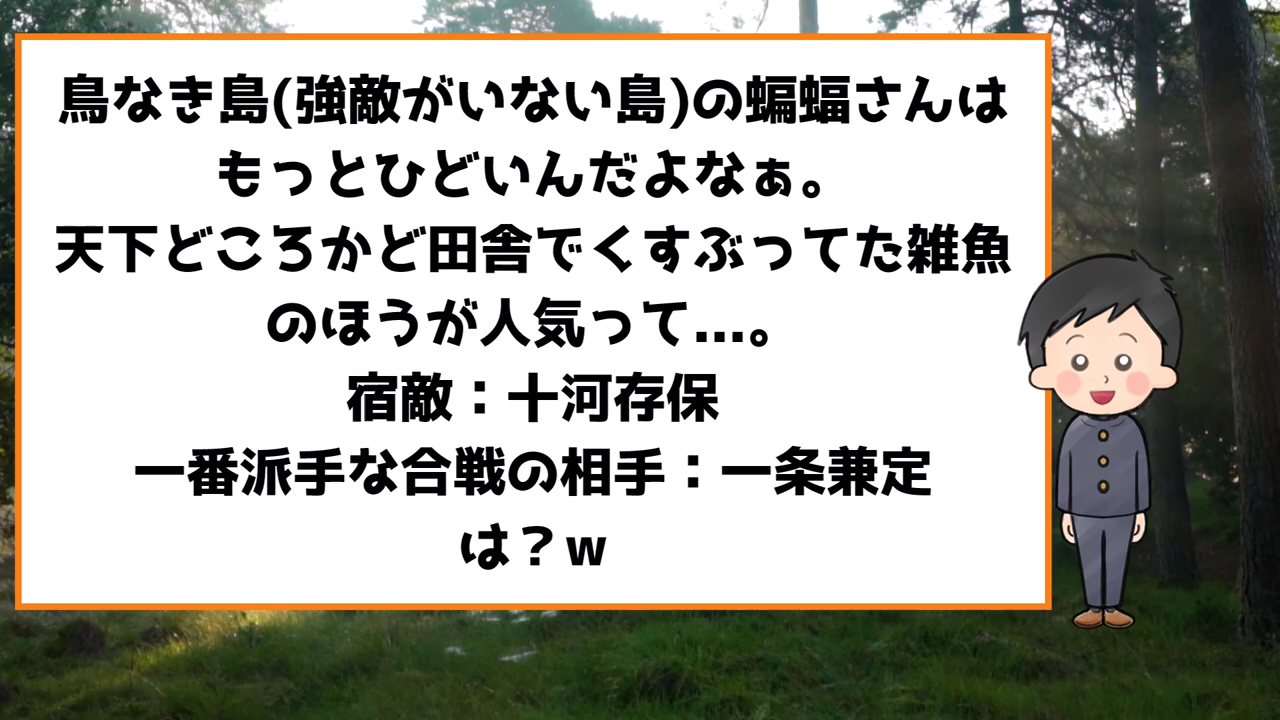 鳥なき島(強敵がいない島)の蝙蝠さんは
もっとひどいんだよなぁ。
天下どころかど田舎でくすぶってた雑魚
のほうが人気って…。
宿敵：十河存保
一番派手な合戦の相手：一条兼定
は？w